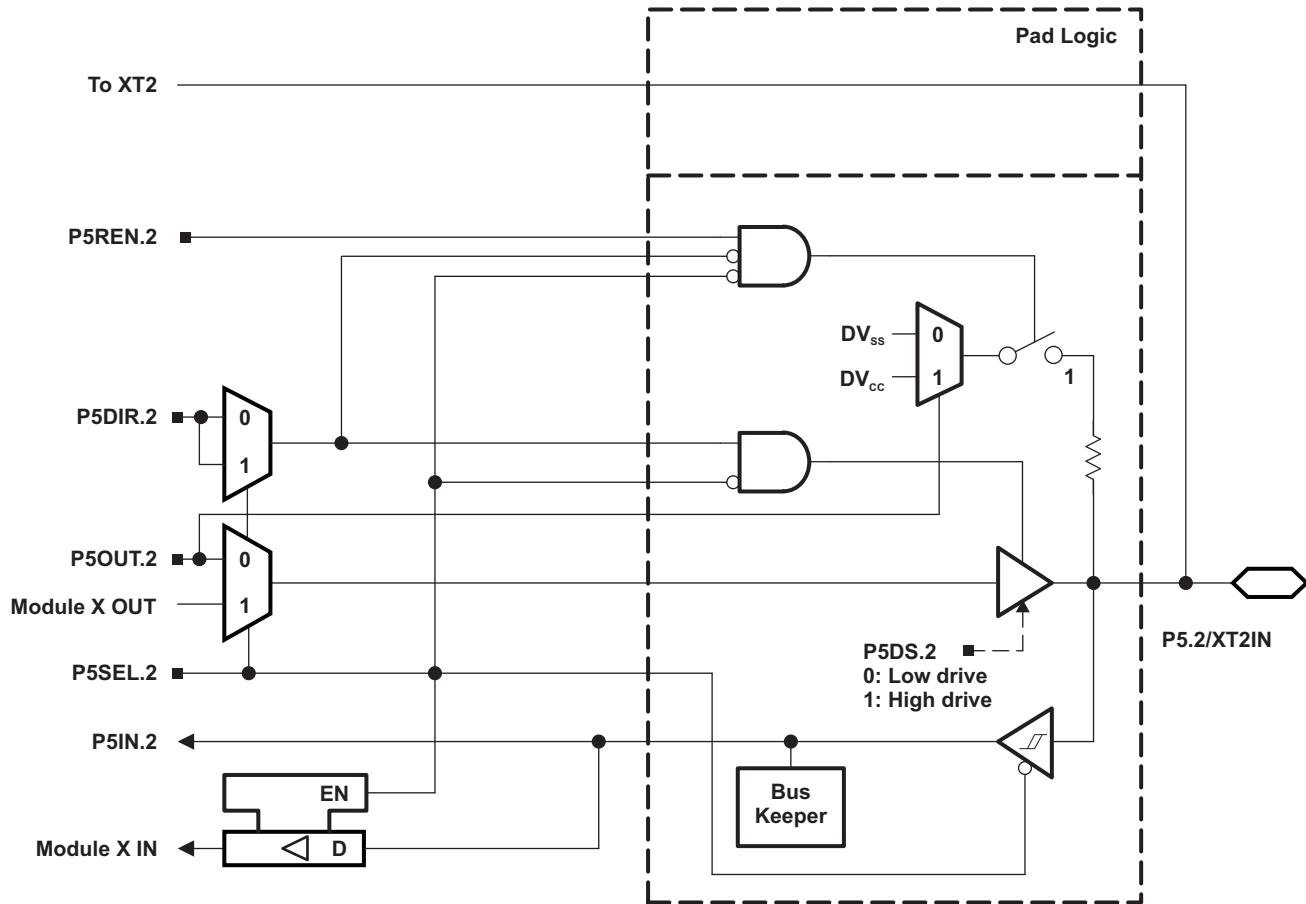 Pad Logic
To XT2
P5REN.2
DVSS
0
DVCC
1
1
P5DIR.2
0
1
P5OUT.2
0
Module X OUT
1
P5SEL.2
P5DS.2
0: Low drive
1: High drive
P5.2/XT2IN
P5IN.2
Bus
Keeper
EN
Module X IN
D